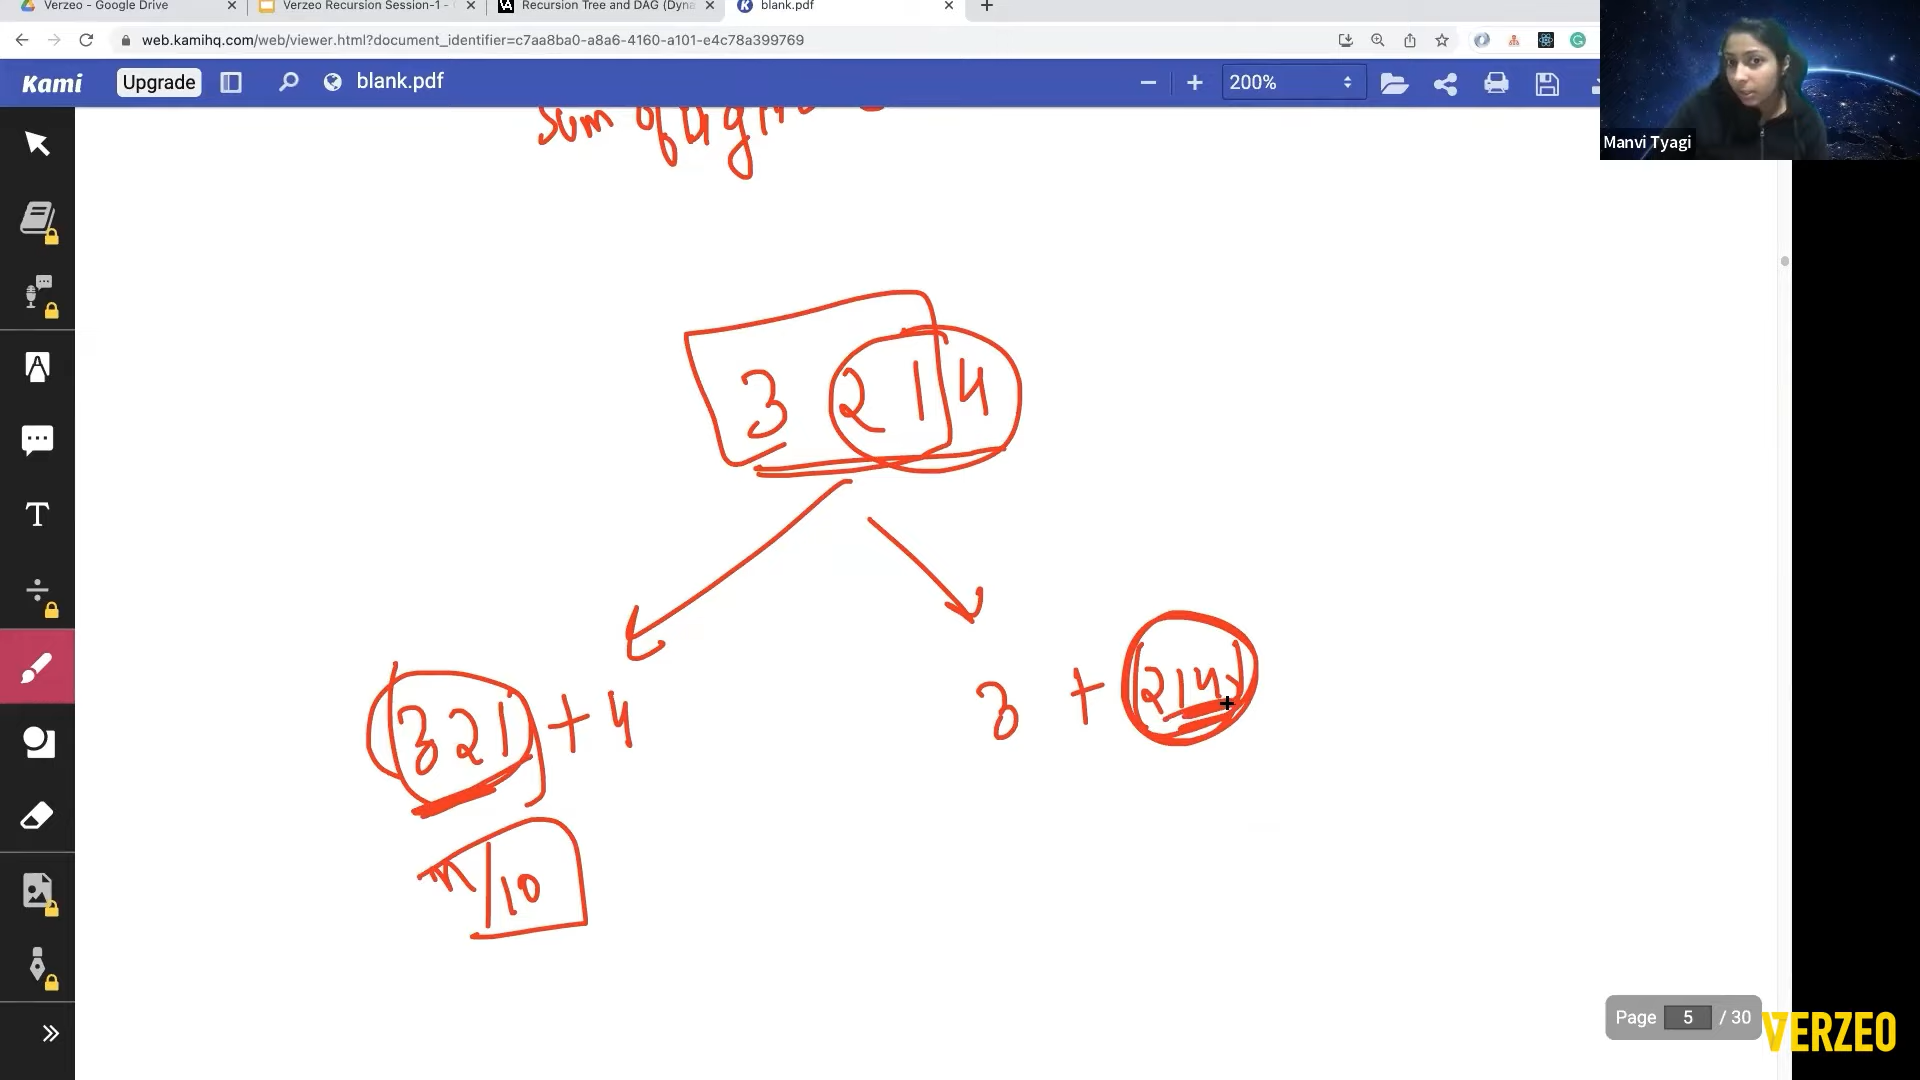 Verzeo - Google Drive
Verzeo Recursion Session-1 -
Recursion Tree and DAG (Dyna
blank.pdf
web.kamihq.com/web/viewer.html?document_identifier=c7aa8ba0-a8a6-4160-a101-e4c78a399769
Kami
Upgrade
blank.pdf
200%
Manvi Tyagi
Sum of
3 2 1 4
(321) + 4
3 + (214)
n/10
Page 5 / 30
VERZEO